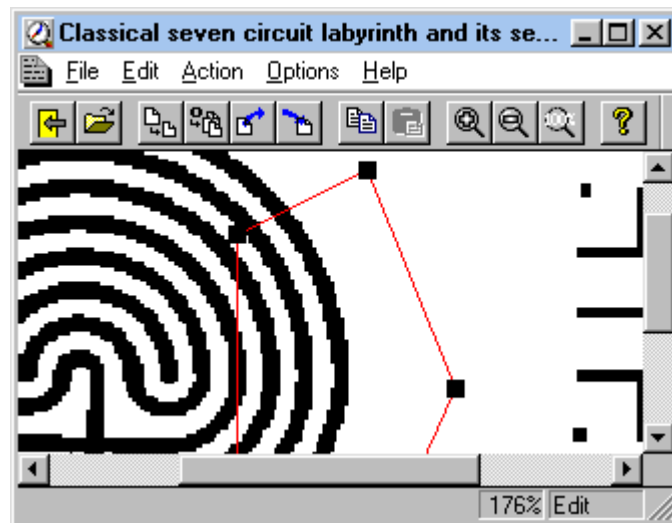 Classical seven circuit labyrinth and its se...
File Edit Action Options Help
176% Edit